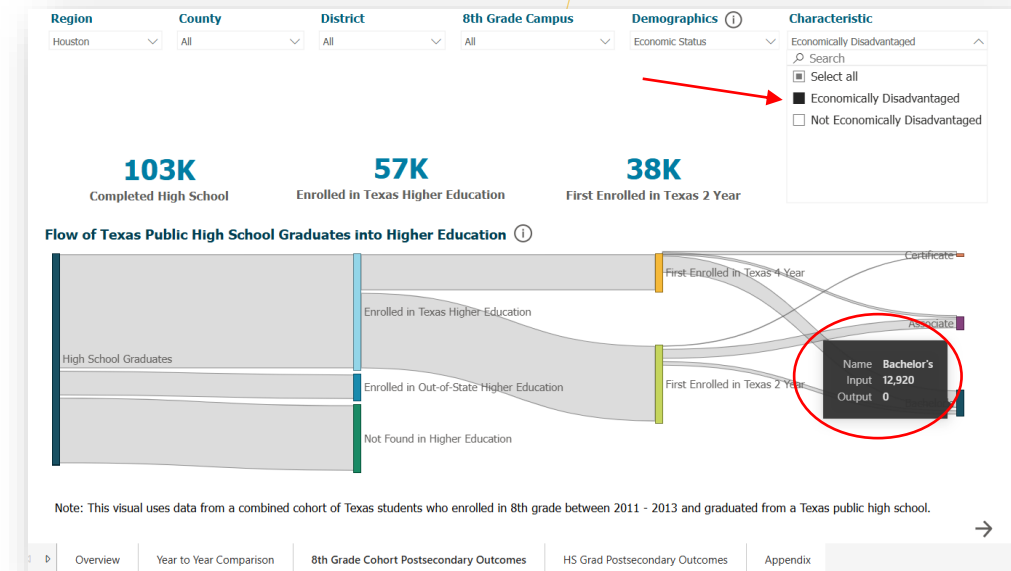 Region County District 8th Grade Campus Demographics Characteristic
Houston All All All Economic Status Economically Disadvantaged
Search
Select all
Economically Disadvantaged
Not Economically Disadvantaged
103K 57K 38K
Completed High School Enrolled in Texas Higher Education First Enrolled in Texas 2 Year
Flow of Texas Public High School Graduates into Higher Education
Certificate
First Enrolled in Texas 4 Year
Enrolled in Texas Higher Education
Associate
High School Graduates
Name Bachelor's
Input 12,920
Output 0
Enrolled in Out-of-State Higher Education
First Enrolled in Texas 2 Year
Not Found in Higher Education
Note: This visual uses data from a combined cohort of Texas students who enrolled in 8th grade between 2011 - 2013 and graduated from a Texas public high school.
Overview Year to Year Comparison 8th Grade Cohort Postsecondary Outcomes HS Grad Postsecondary Outcomes Appendix